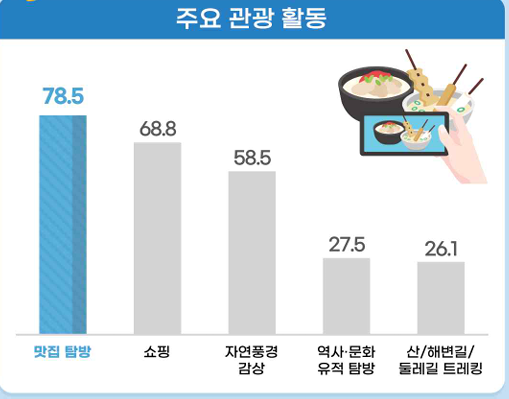 주요 관광 활동
78.5
68.8
58.5
27.5
26.1
맛집 탐방
쇼핑
자연풍경
감상
역사·문화
유적 탐방
산/해변길/
둘레길 트레킹